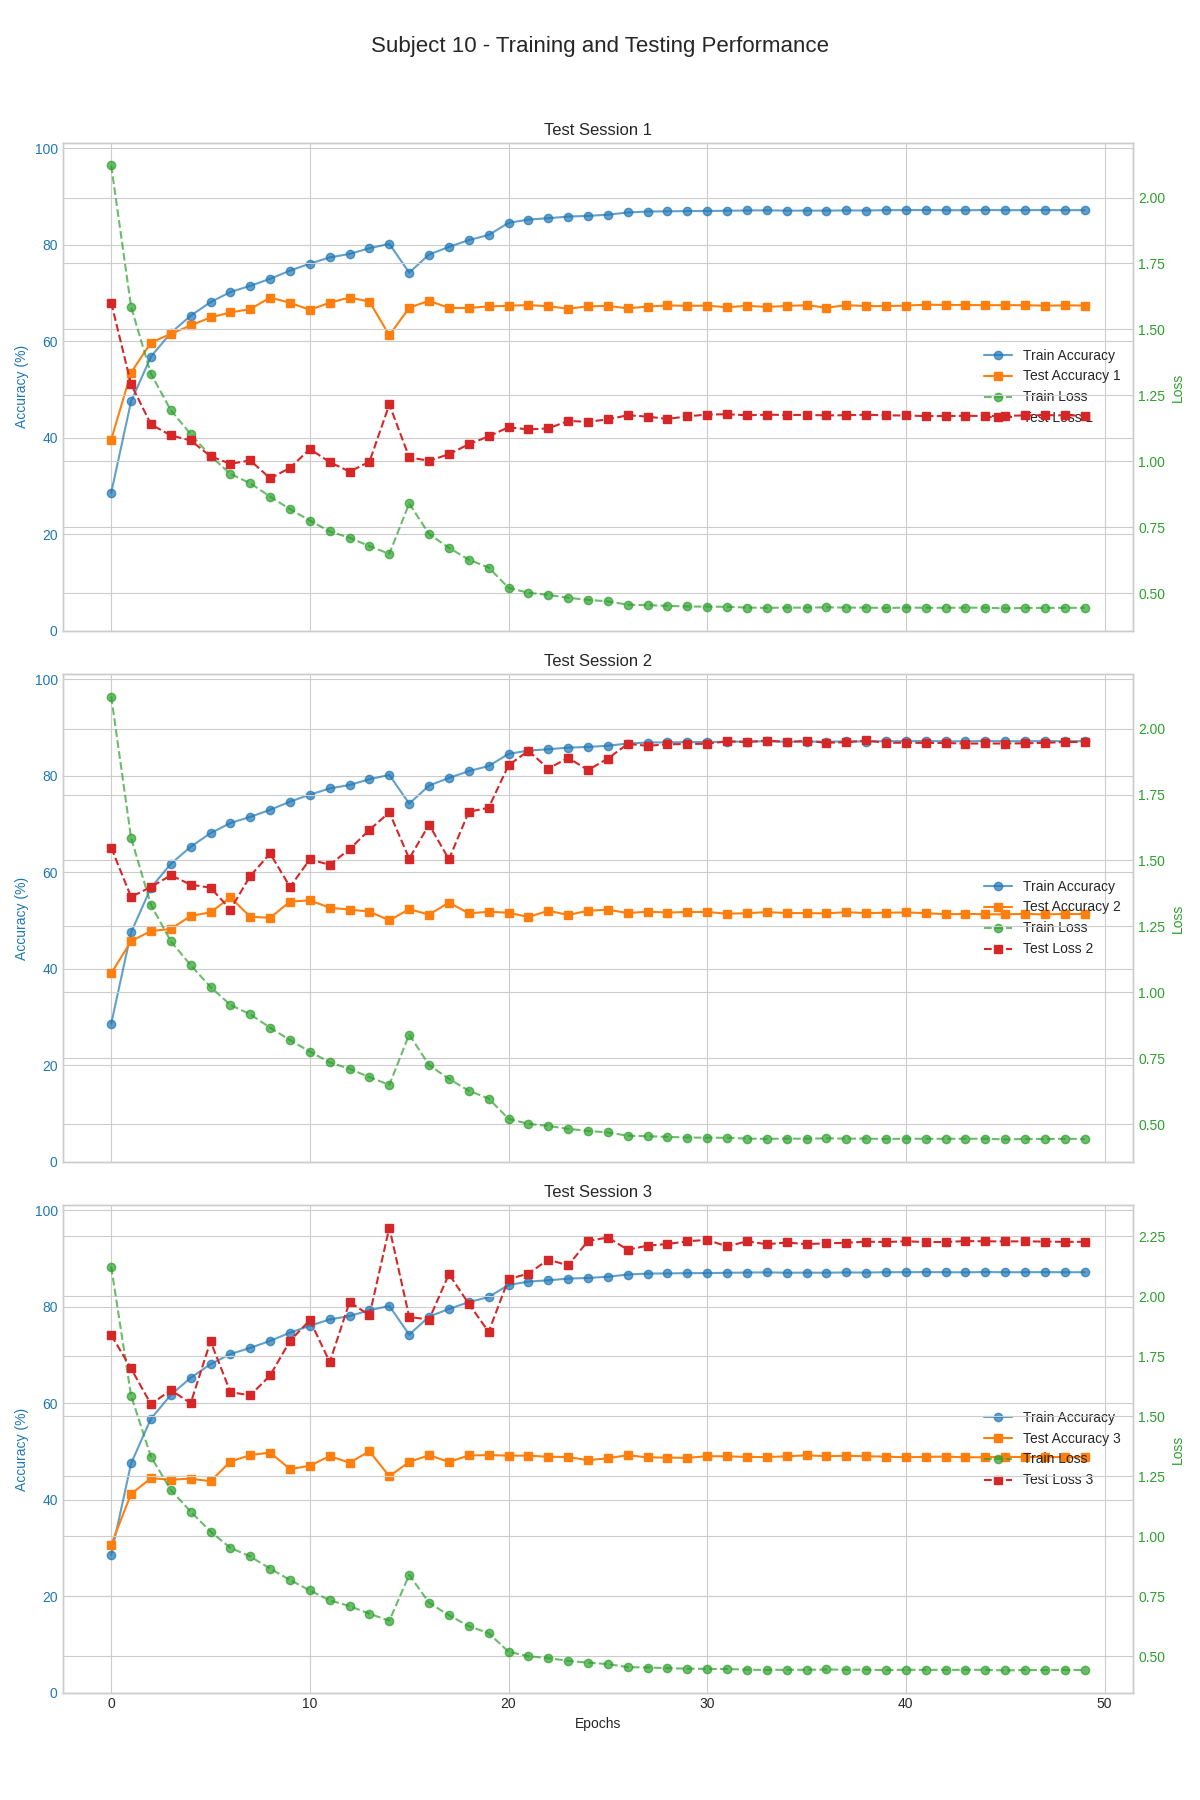 Subject 10 - Training and Testing Performance
Test Session 1
100
80
60
40
20
0
Accuracy (%)
2.00
1.75
1.50
1.25
1.00
0.75
0.50
Loss
Train Accuracy
Test Accuracy 1
Train Loss
Test Loss 1
Test Session 2
100
80
60
40
20
0
Accuracy (%)
2.00
1.75
1.50
1.25
1.00
0.75
0.50
Loss
Train Accuracy
Test Accuracy 2
Train Loss
Test Loss 2
Test Session 3
100
80
60
40
20
0
Accuracy (%)
2.25
2.00
1.75
1.50
1.25
1.00
0.75
0.50
Loss
Train Accuracy
Test Accuracy 3
Train Loss
Test Loss 3
0 10 20 30 40 50
Epochs